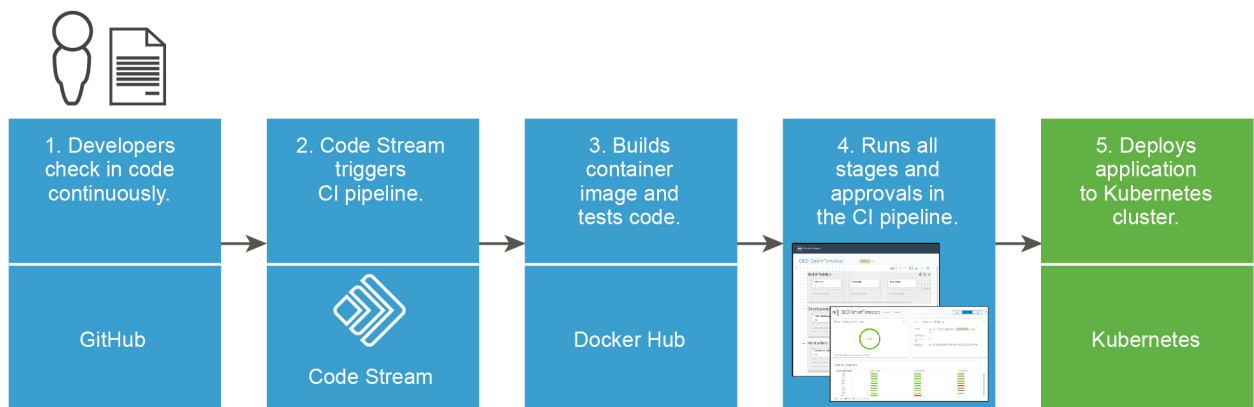 1. Developers
check in code
continuously.
2. Code Stream
triggers
CI pipeline.
3. Builds
container
image and
tests code.
4. Runs all
stages and
approvals in
the CI pipeline.
5. Deploys
application
to Kubernetes
cluster.
GitHub
Code Stream
Docker Hub
Kubernetes